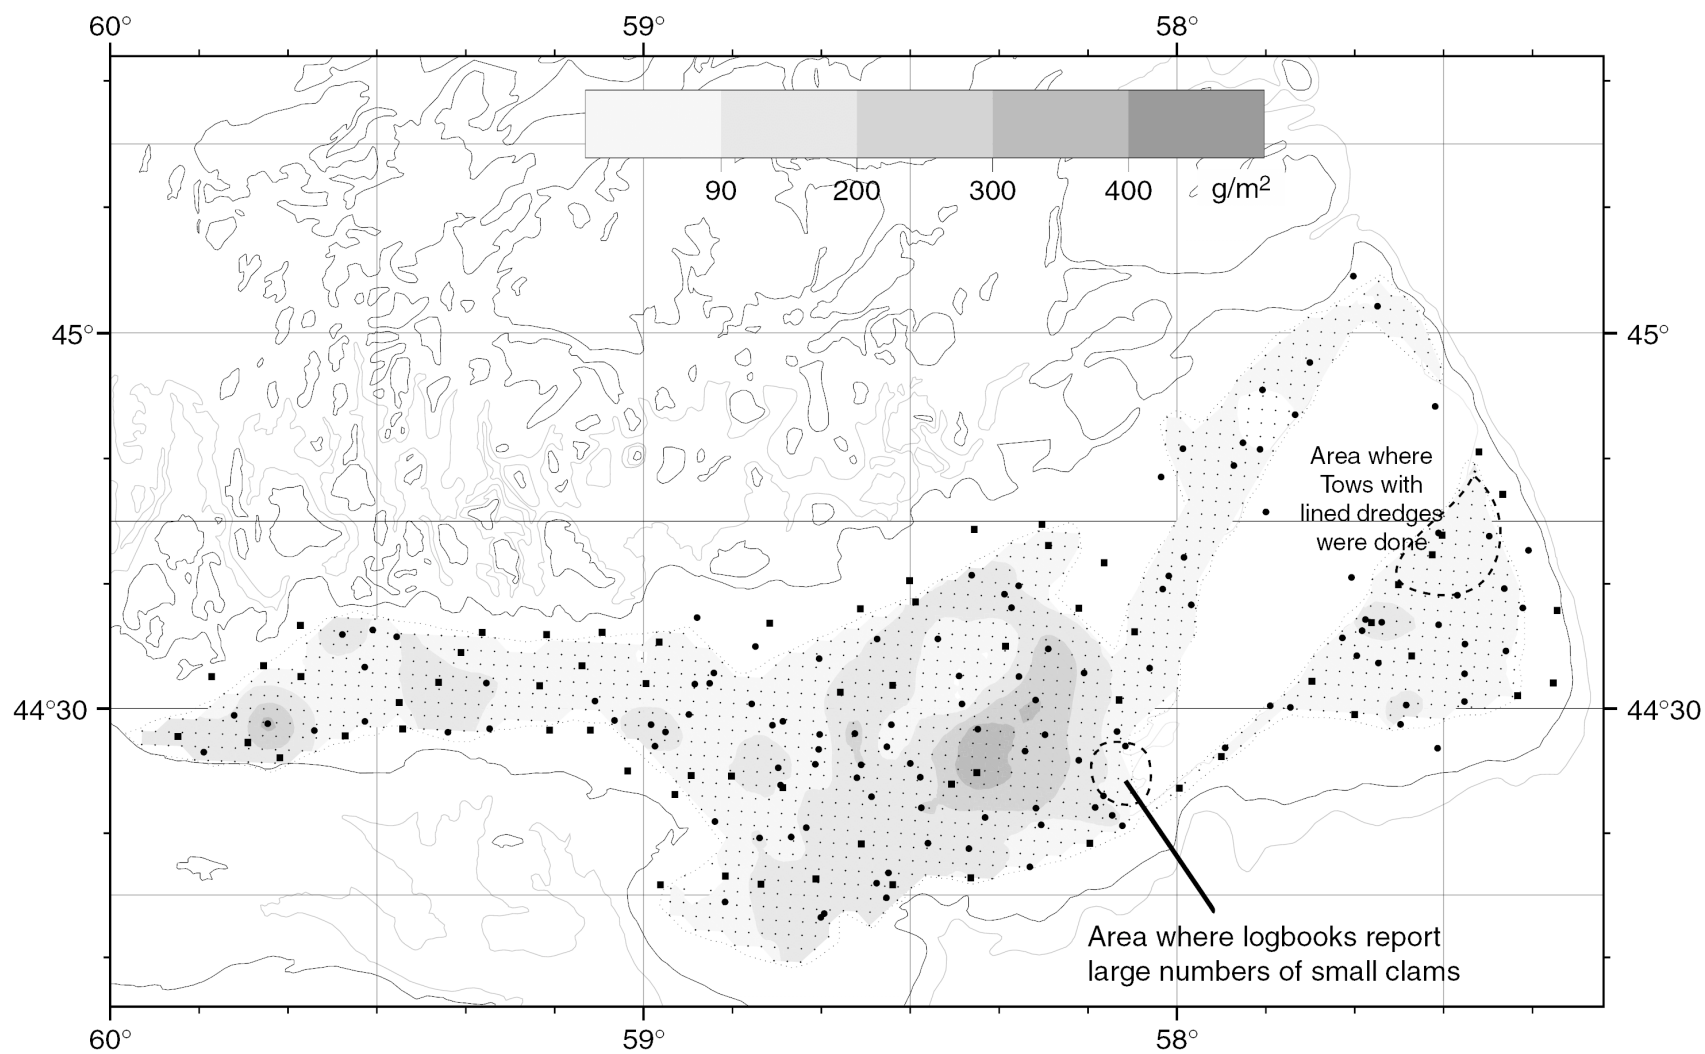 60° 59° 58°
90 200 300 400 g/m2
45° 45°
Area where
Tows with
lined dredges
were done
44°30 44°30
Area where logbooks report
large numbers of small clams
60° 59° 58°